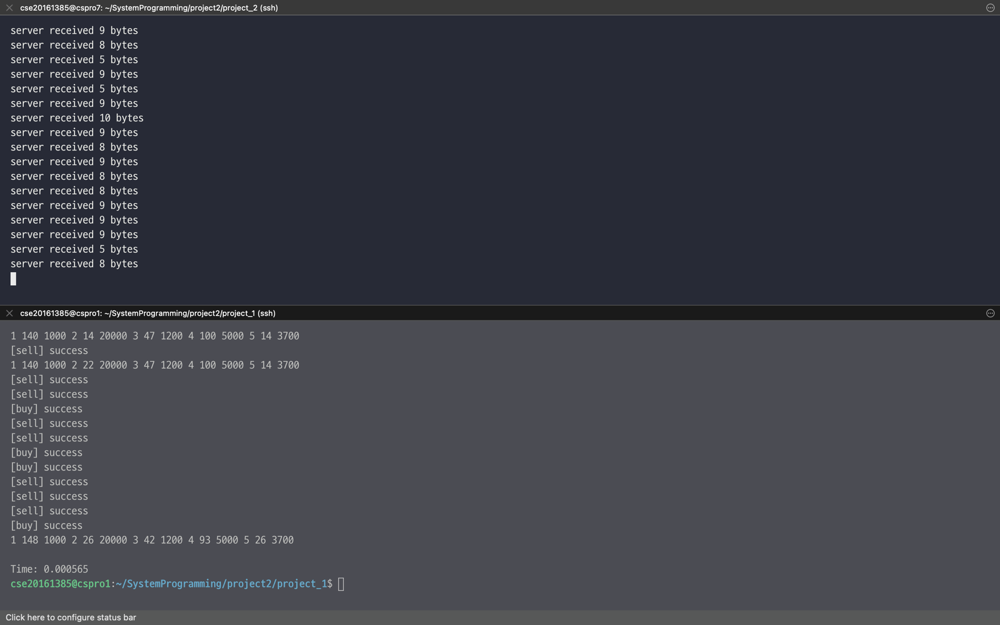 cse20161385@cspro7: ~/SystemProgramming/project2/project_2 (ssh)
server received 9 bytes
server received 8 bytes
server received 5 bytes
server received 9 bytes
server received 5 bytes
server received 9 bytes
server received 10 bytes
server received 9 bytes
server received 8 bytes
server received 9 bytes
server received 8 bytes
server received 8 bytes
server received 9 bytes
server received 9 bytes
server received 9 bytes
server received 5 bytes
server received 8 bytes
cse20161385@cspro1: ~/SystemProgramming/project2/project_1 (ssh)
1 140 1000 2 14 20000 3 47 1200 4 100 5000 5 14 3700
[sell] success
1 140 1000 2 22 20000 3 47 1200 4 100 5000 5 14 3700
[sell] success
[sell] success
[buy] success
[sell] success
[sell] success
[buy] success
[buy] success
[sell] success
[sell] success
[sell] success
[buy] success
1 148 1000 2 26 20000 3 42 1200 4 93 5000 5 26 3700
Time: 0.000565
cse20161385@cspro1:~/SystemProgramming/project2/project_1$
Click here to configure status bar